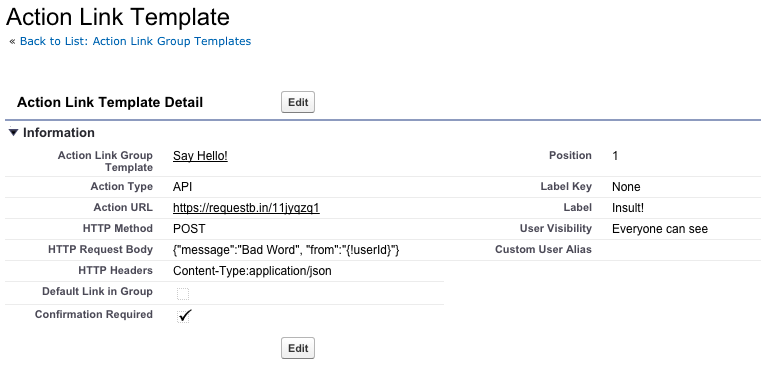 Action Link Template
« Back to List: Action Link Group Templates
Action Link Template Detail Edit
Information
Action Link Group Template Say Hello! Position 1
Action Type API Label Key None
Action URL https://requestb.in/11jyqzq1 Label Insult!
HTTP Method POST User Visibility Everyone can see
HTTP Request Body {"message":"Bad Word", "from":"{!userId}"} Custom User Alias
HTTP Headers Content-Type:application/json
Default Link in Group
Confirmation Required
Edit